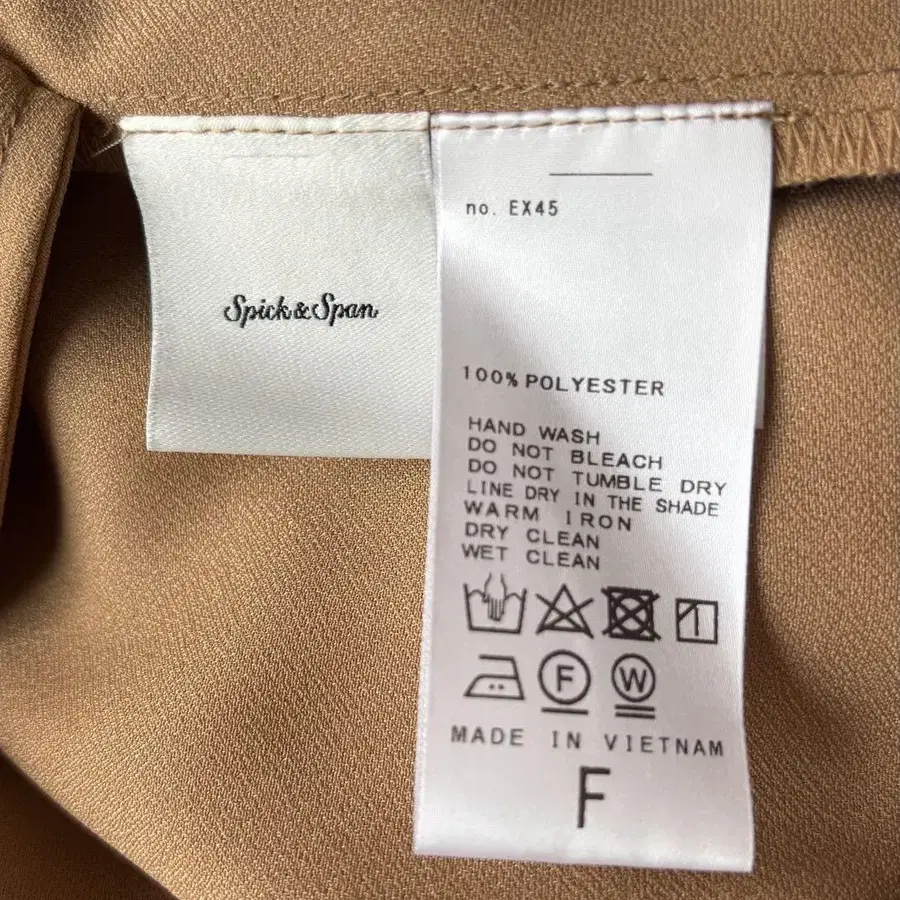 Spick & Span
no. EX45
100% POLYESTER
HAND WASH
DO NOT BLEACH
DO NOT TUMBLE DRY
LINE DRY IN THE SHADE
WARM IRON
DRY CLEAN
WET CLEAN
F W
MADE IN VIETNAM
F